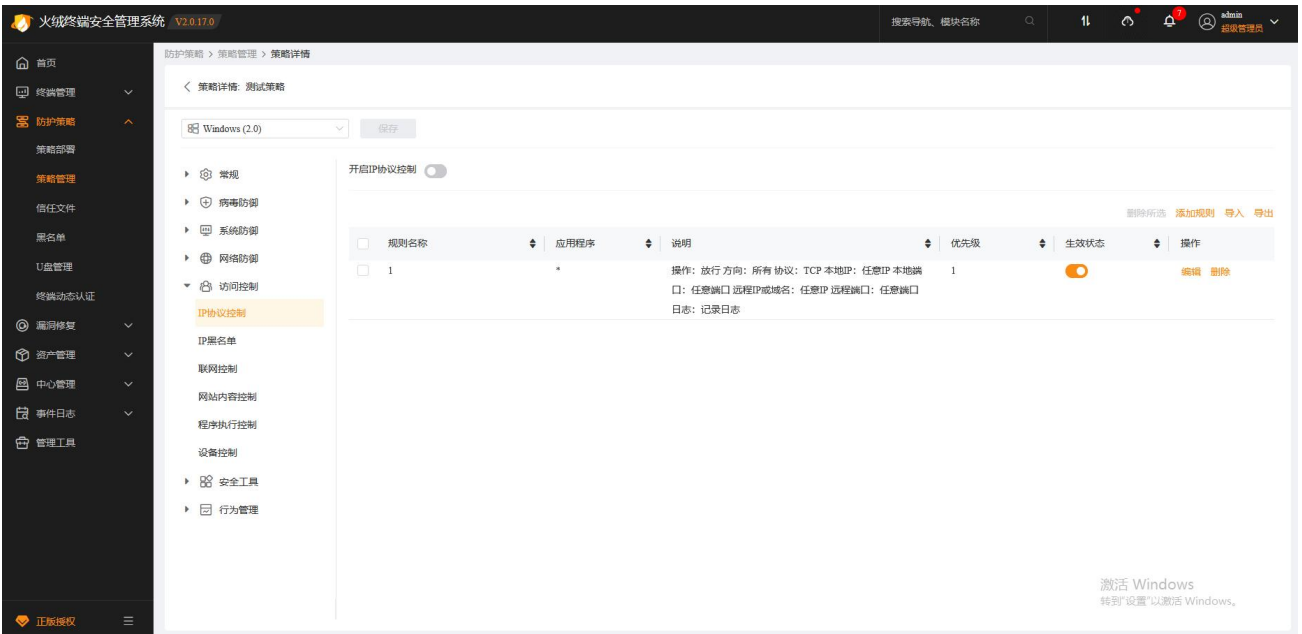 火绒终端安全管理系统 V2.0.17.0
搜索导航、模块名称
7
admin
超级管理员
首页
终端管理
防护策略
策略部署
策略管理
信任文件
黑名单
U盘管理
终端动态认证
漏洞修复
资产管理
中心管理
事件日志
管理工具
正版授权
防护策略 > 策略管理 > 策略详情
策略详情: 测试策略
Windows (2.0)
保存
常规
病毒防御
系统防御
网络防御
访问控制
IP协议控制
IP黑名单
联网控制
网站内容控制
程序执行控制
设备控制
安全工具
行为管理
开启IP协议控制
删除所选 添加规则 导入 导出
规则名称 应用程序 说明 优先级 生效状态 操作
1 * 操作：放行 方向：所有 协议：TCP 本地IP：任意IP 本地端 1 编辑 删除
口：任意端口 远程IP或域名：任意IP 远程端口：任意端口
日志：记录日志
激活 Windows
转到"设置"以激活 Windows。